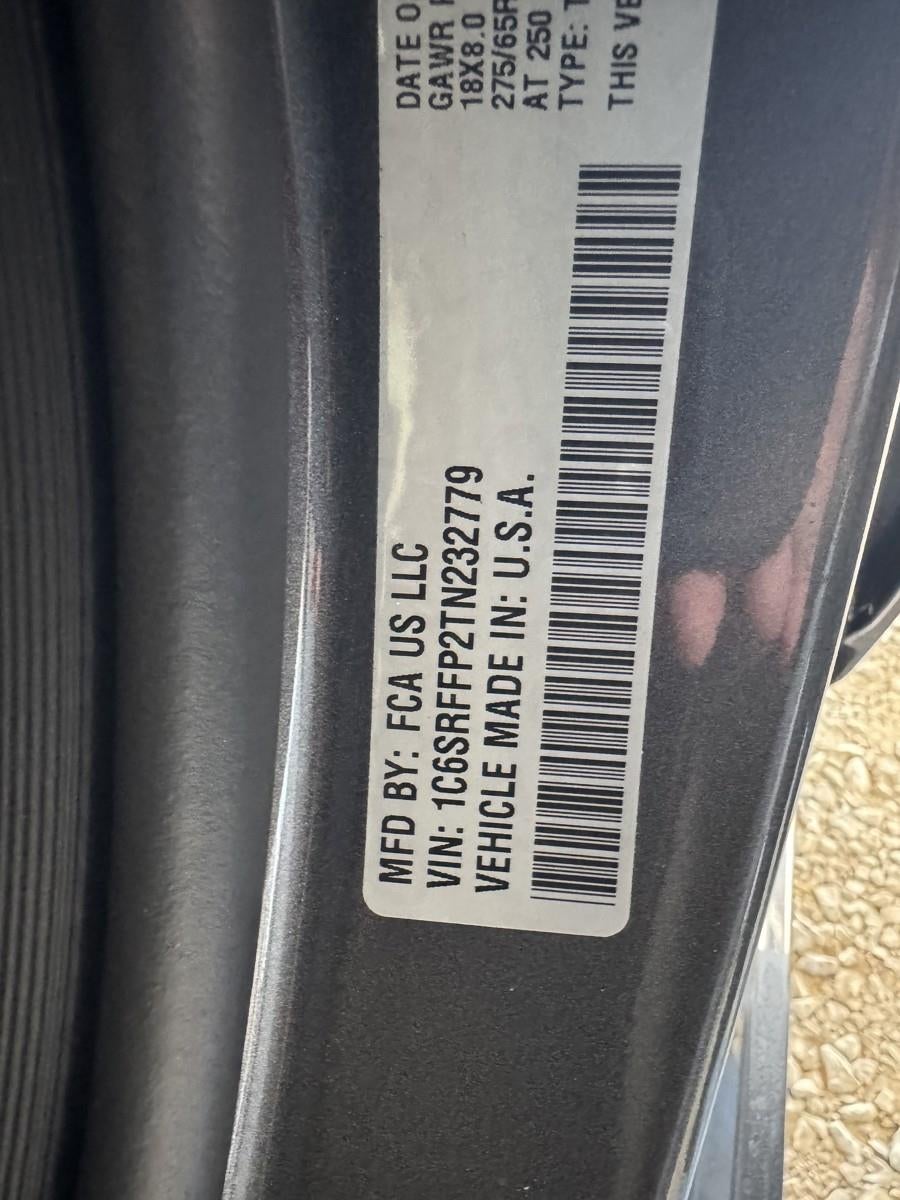 MFD BY: FCA US LLC
VIN: 1C6SRFFP2TN232779
VEHICLE MADE IN: U.S.A.
DATE O
GAWR
18X8.0
275/65R
AT 250
TYPE: T
THIS VE